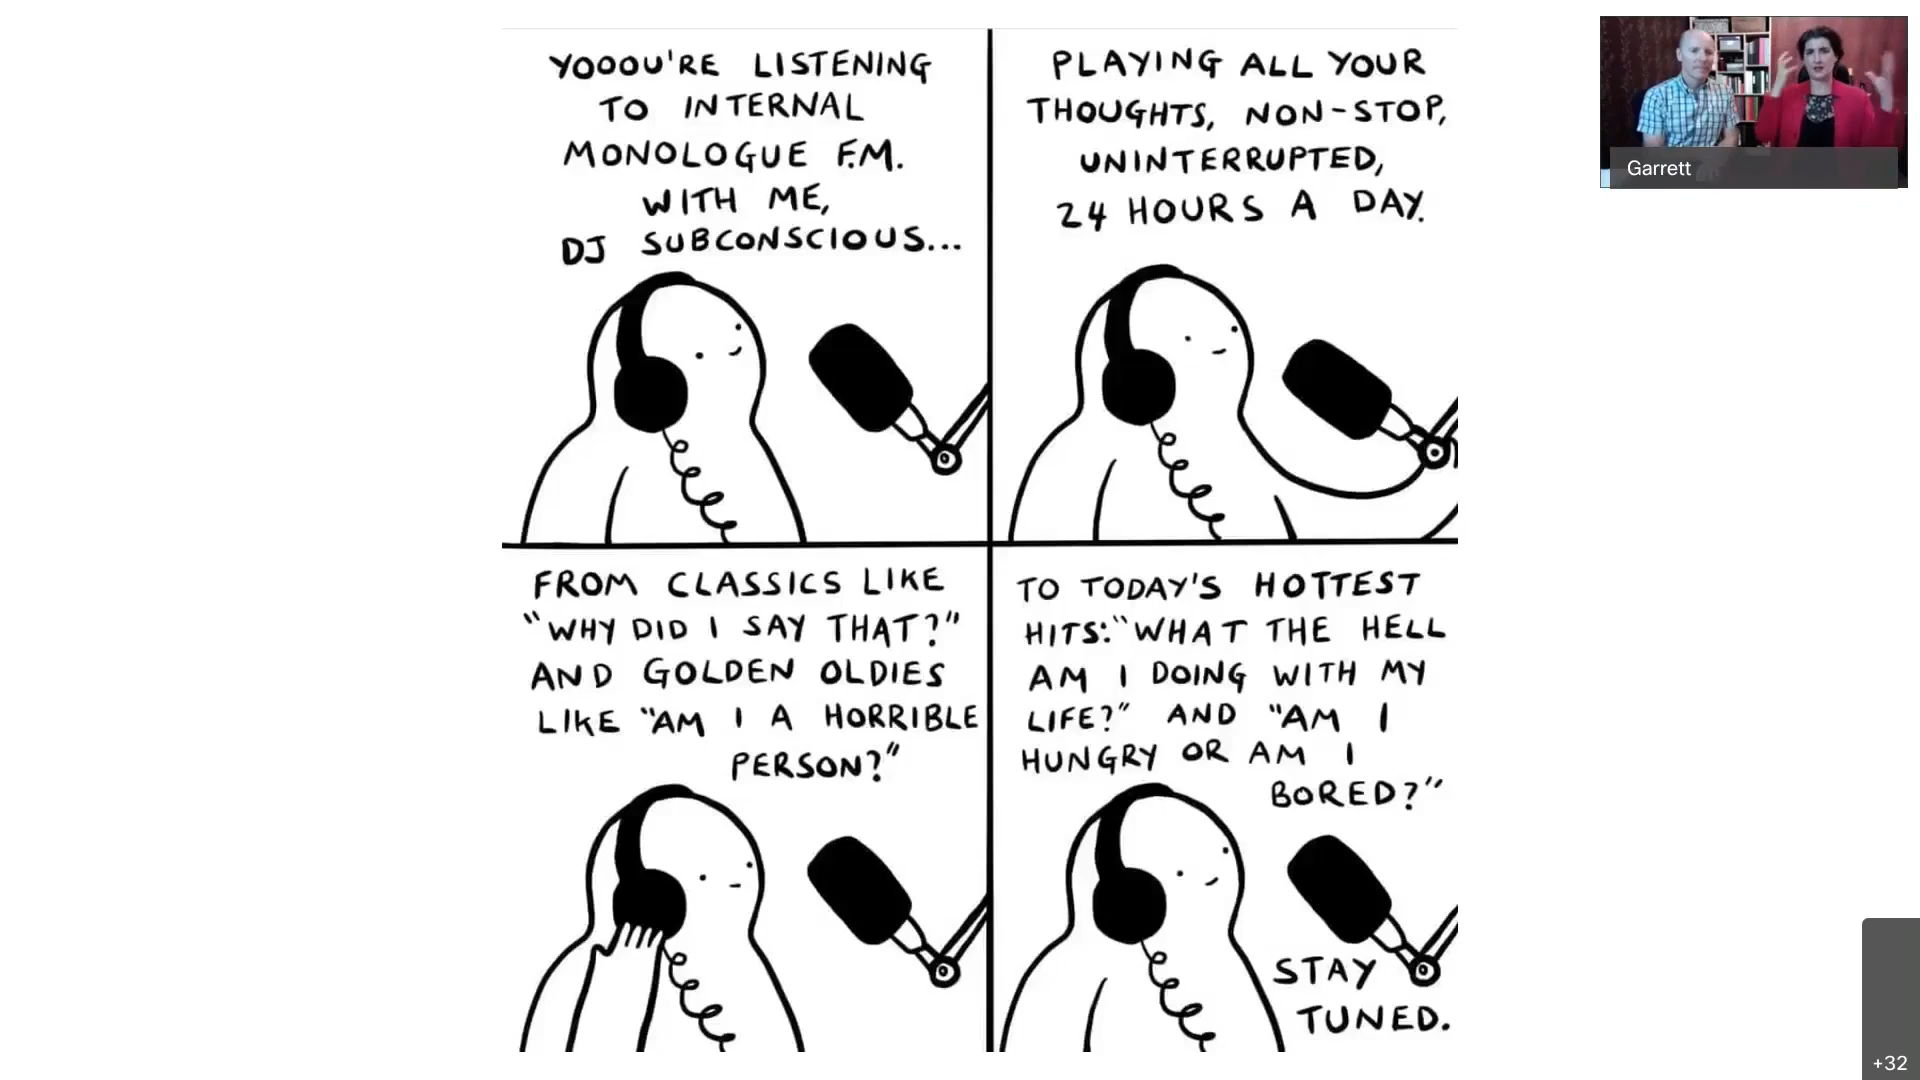 YOOOU'RE LISTENING
TO INTERNAL
MONOLOGUE F.M.
WITH ME,
DJ SUBCONSCIOUS...
PLAYING ALL YOUR
THOUGHTS, NON-STOP,
UNINTERRUPTED,
24 HOURS A DAY.
FROM CLASSICS LIKE
"WHY DID I SAY THAT?"
AND GOLDEN OLDIES
LIKE "AM I A HORRIBLE
PERSON?"
TO TODAY'S HOTTEST
HITS: "WHAT THE HELL
AM I DOING WITH MY
LIFE?" AND "AM I
HUNGRY OR AM I
BORED?"
STAY
TUNED.
Garrett
+32